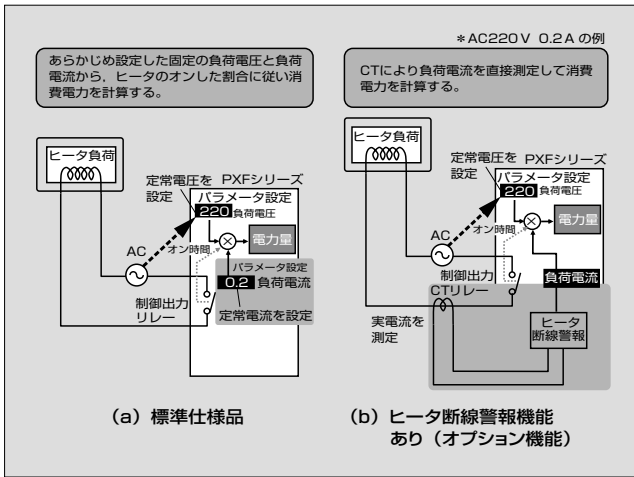 ＊AC220V 0.2Aの例
あらかじめ設定した固定の負荷電圧と負荷
電流から，ヒータのオンした割合に従い消
費電力を計算する。
ヒータ負荷
定常電圧を
設定
PXFシリーズ
パラメータ設定
220 負荷電圧
オン時間
電力量
AC
パラメータ設定
0.2 負荷電流
定常電流を設定
制御出力
リレー
(a) 標準仕様品
CTにより負荷電流を直接測定して消費
電力を計算する。
ヒータ負荷
定常電圧を
設定
PXFシリーズ
パラメータ設定
220 負荷電圧
オン時間
電力量
AC
制御出力
リレー
負荷電流
CT
実電流を
測定
ヒータ
断線警報
(b) ヒータ断線警報機能
あり（オプション機能）